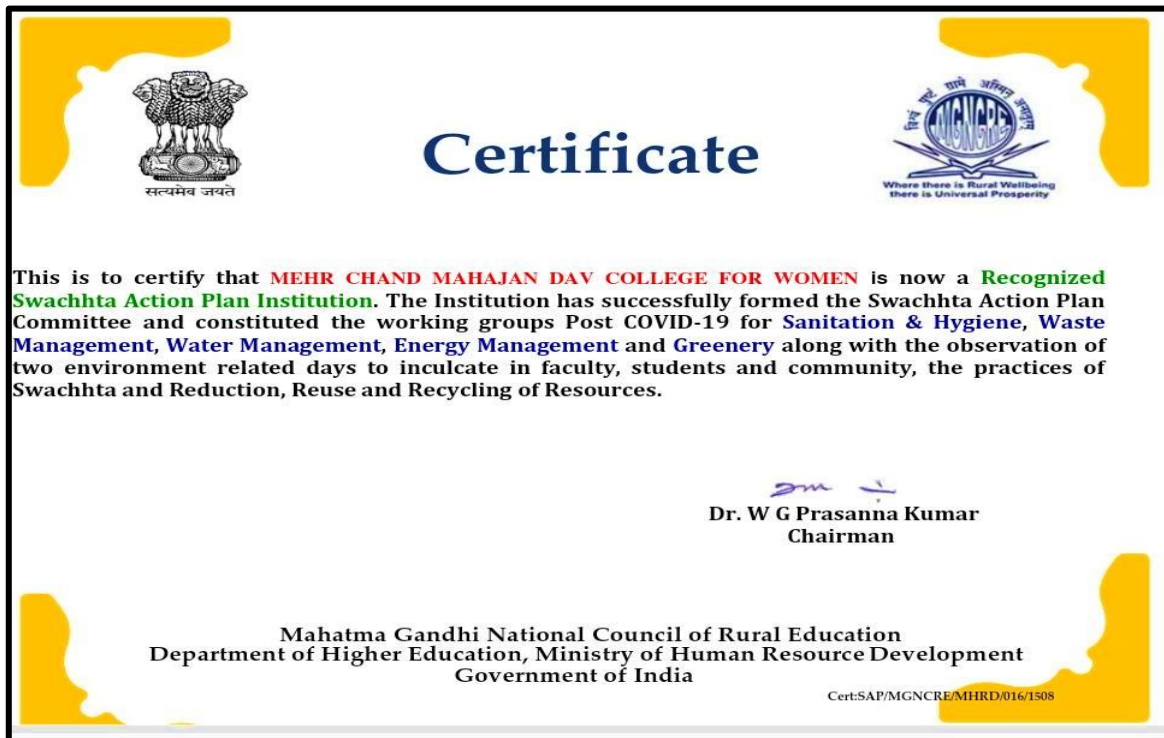 सत्यमेव जयते
Certificate
विश्वं पुष्टं ग्रामे अस्मिन् अनातुरम्
MGNCRE
Where there is Rural Wellbeing
there is Universal Prosperity
This is to certify that MEHR CHAND MAHAJAN DAV COLLEGE FOR WOMEN is now a Recognized
Swachhta Action Plan Institution. The Institution has successfully formed the Swachhta Action Plan
Committee and constituted the working groups Post COVID-19 for Sanitation & Hygiene, Waste
Management, Water Management, Energy Management and Greenery along with the observation of
two environment related days to inculcate in faculty, students and community, the practices of
Swachhta and Reduction, Reuse and Recycling of Resources.
Dr. W G Prasanna Kumar
Chairman
Mahatma Gandhi National Council of Rural Education
Department of Higher Education, Ministry of Human Resource Development
Government of India
Cert:SAP/MGNCRE/MHRD/016/1508